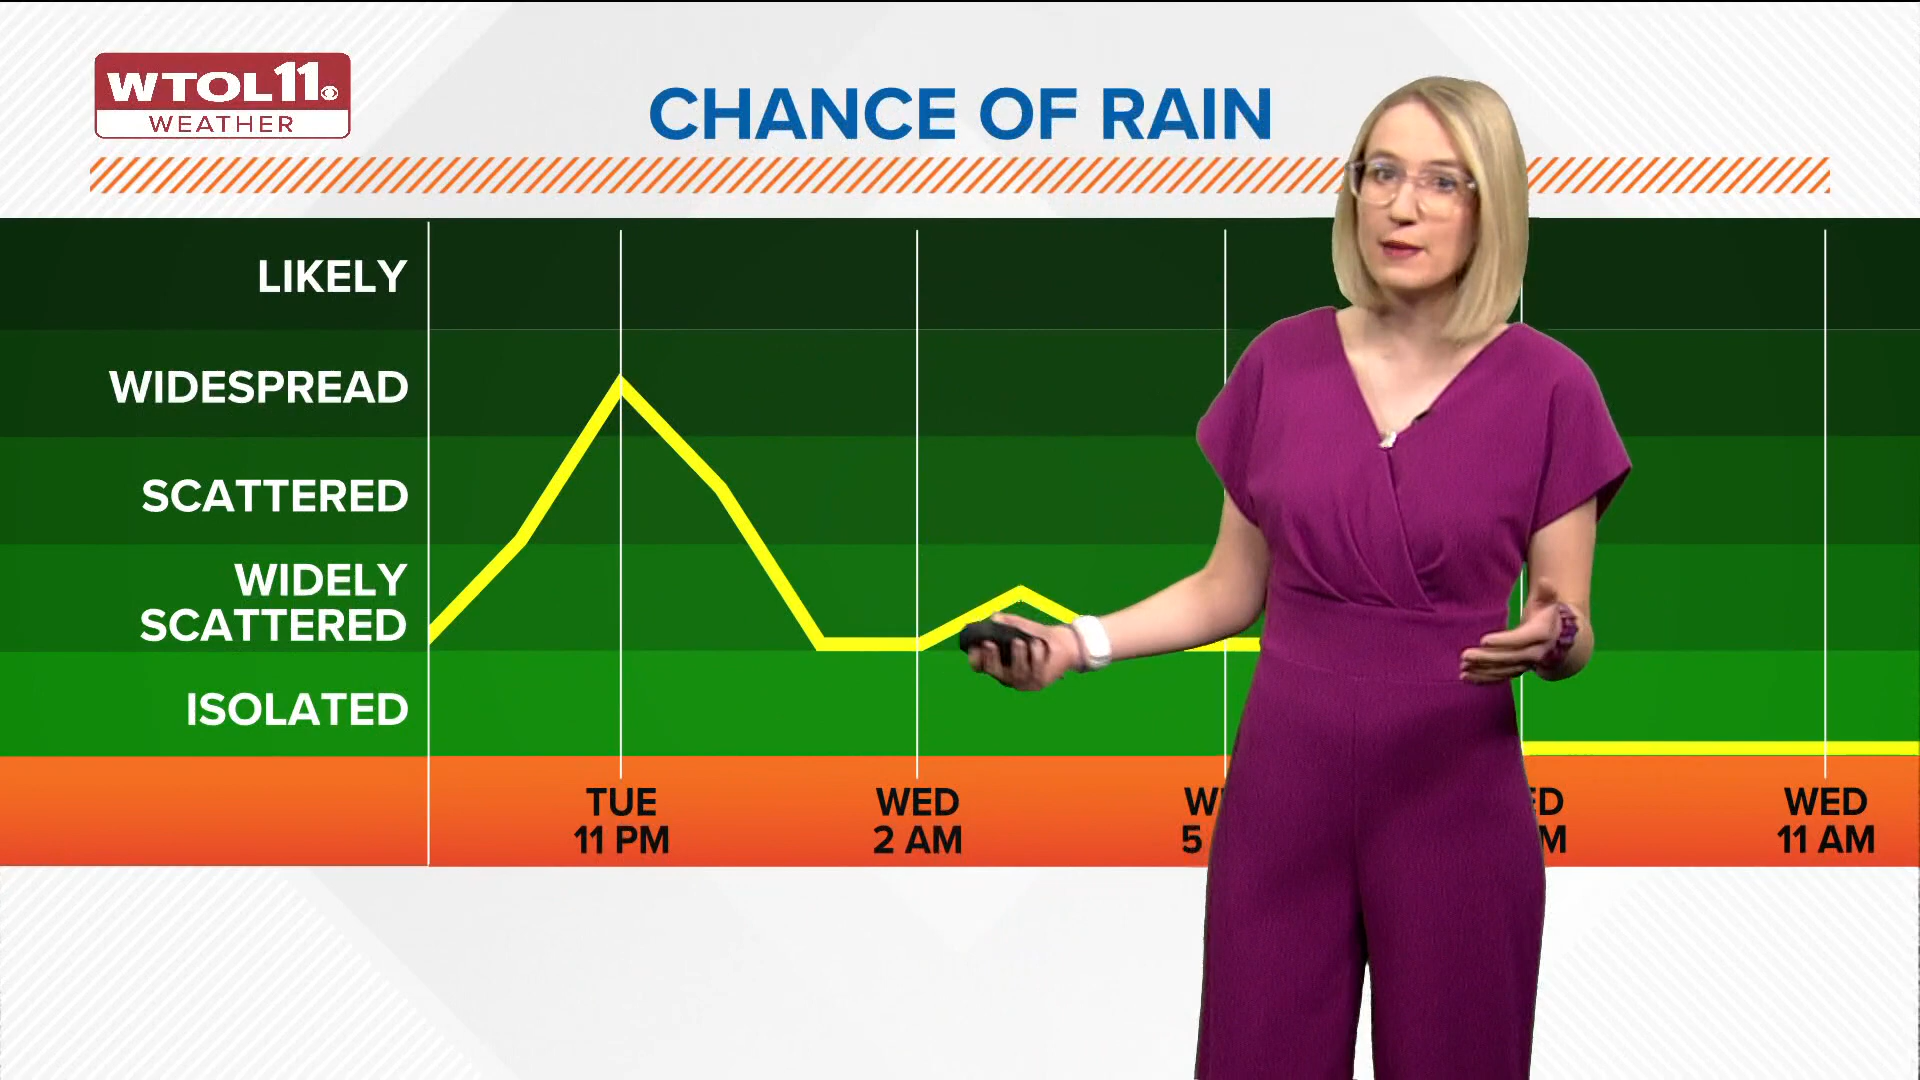 WTOL11
WEATHER
CHANCE OF RAIN
LIKELY
WIDESPREAD
SCATTERED
WIDELY
SCATTERED
ISOLATED
TUE
11 PM
WED
2 AM
5
WED
11 AM